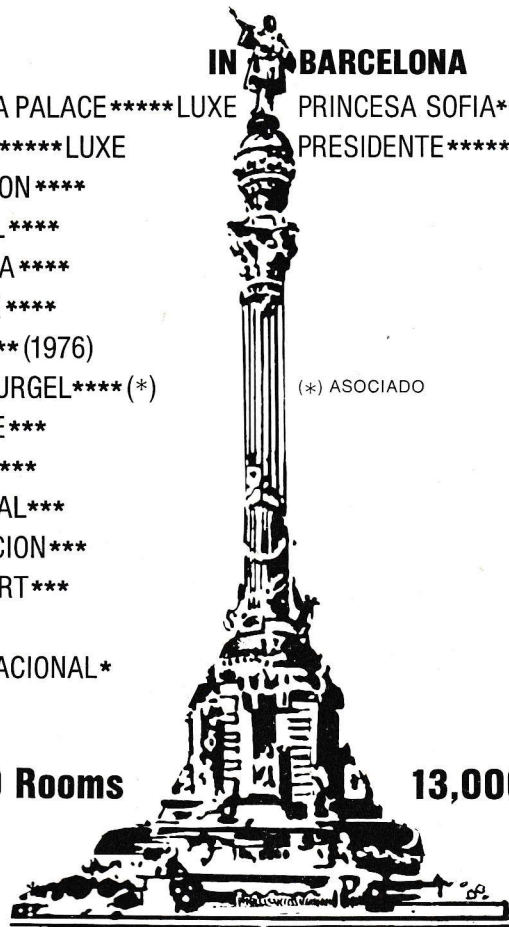 IN BARCELONA
A PALACE*****LUXE PRINCESA SOFIA*
*****LUXE PRESIDENTE*****
ON****
L****
A****
****
**(1976)
URGEL****(*) (*) ASOCIADO
E***
***
AL***
CION***
RT***
ACIONAL*
Rooms 13,000